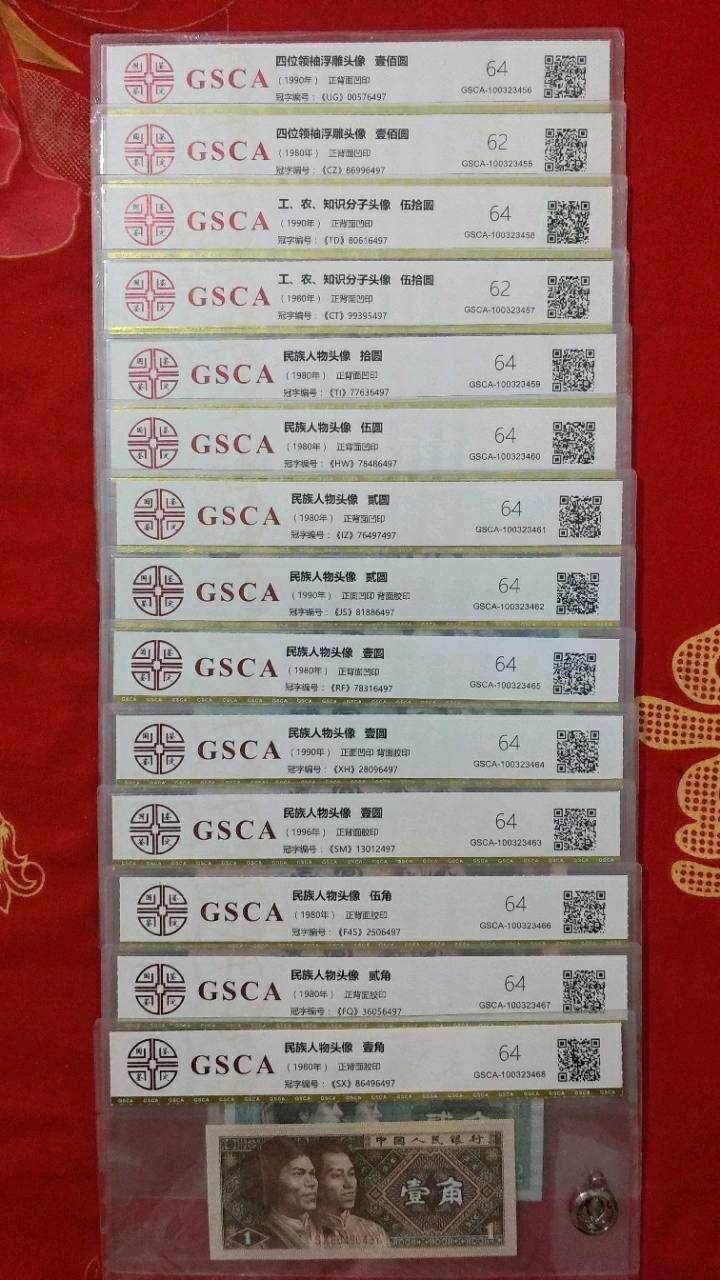 GSCA
四位领袖浮雕头像 壹佰圆
（1990年） 正背面凹印
冠字编号：《UG》00576497
64
GSCA-100323456
GSCA
四位领袖浮雕头像 壹佰圆
（1980年） 正背面凹印
冠字编号：《CZ》86996497
62
GSCA-100323455
GSCA
工、农、知识分子头像 伍拾圆
（1990年） 正背面凹印
冠字编号：《TD》80616497
64
GSCA-100323458
GSCA
工、农、知识分子头像 伍拾圆
（1980年） 正背面凹印
冠字编号：《CT》99395497
62
GSCA-100323457
GSCA
民族人物头像 拾圆
（1980年） 正背面凹印
冠字编号：《TI》77636497
64
GSCA-100323459
GSCA
民族人物头像 伍圆
（1980年） 正背面凹印
冠字编号：《HW》78486497
64
GSCA-100323460
GSCA
民族人物头像 贰圆
（1980年） 正背面凹印
冠字编号：《IZ》76497497
64
GSCA-100323461
GSCA
民族人物头像 贰圆
（1990年） 正面凹印 背面胶印
冠字编号：《JS》81886497
64
GSCA-100323462
GSCA
民族人物头像 壹圆
（1980年） 正背面凹印
冠字编号：《RF》78316497
64
GSCA-100323465
GSCA
民族人物头像 壹圆
（1990年） 正面凹印 背面胶印
冠字编号：《XH》28096497
64
GSCA-100323464
GSCA
民族人物头像 壹圆
（1996年） 正背面胶印
冠字编号：《SM》13012497
64
GSCA-100323463
GSCA
民族人物头像 伍角
（1980年） 正背面胶印
冠字编号：《F4S》2506497
64
GSCA-100323466
GSCA
民族人物头像 贰角
（1980年） 正背面胶印
冠字编号：《FQ》36056497
64
GSCA-100323467
GSCA
民族人物头像 壹角
（1980年） 正背面胶印
冠字编号：《SX》86496497
64
GSCA-100323468
中国人民银行
壹角
1
SX86496497
1